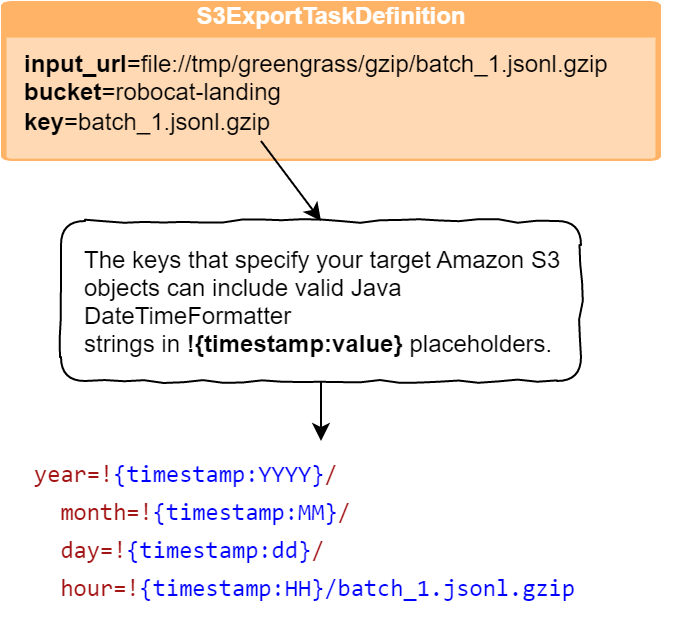 S3ExportTaskDefinition
input_url=file://tmp/greengrass/gzip/batch_1.jsonl.gzip
bucket=robocat-landing
key=batch_1.jsonl.gzip
The keys that specify your target Amazon S3
objects can include valid Java
DateTimeFormatter
strings in !{timestamp:value} placeholders.
year=!{timestamp:YYYY}/
month=!{timestamp:MM}/
day=!{timestamp:dd}/
hour=!{timestamp:HH}/batch_1.jsonl.gzip